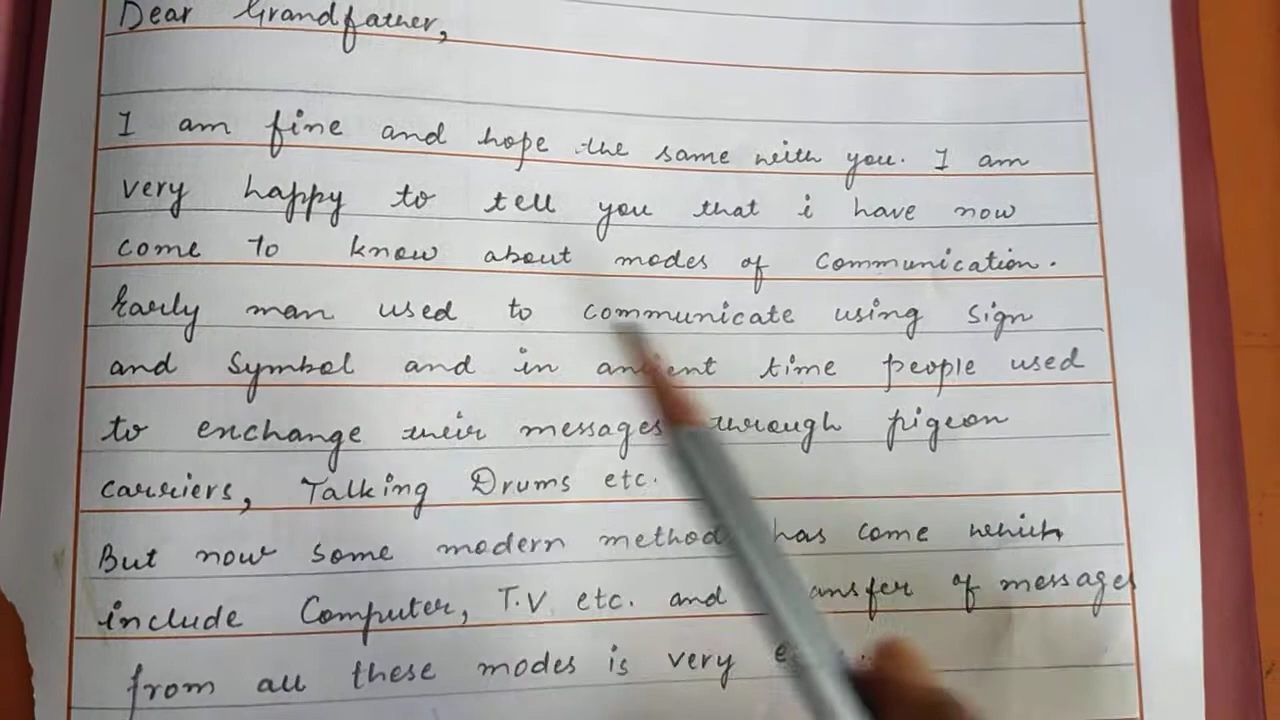 Dear Grandfather,
I am fine and hope the same with you. I am
very happy to tell you that i have now
come to know about modes of Communication.
Early man used to communicate using Sign
and Symbol and in ancient time people used
to enchange their messages through pigeon
carriers, Talking Drums etc.
But now some modern method has come which
include Computer, T.V etc. and transfer of messages
from all these modes is very